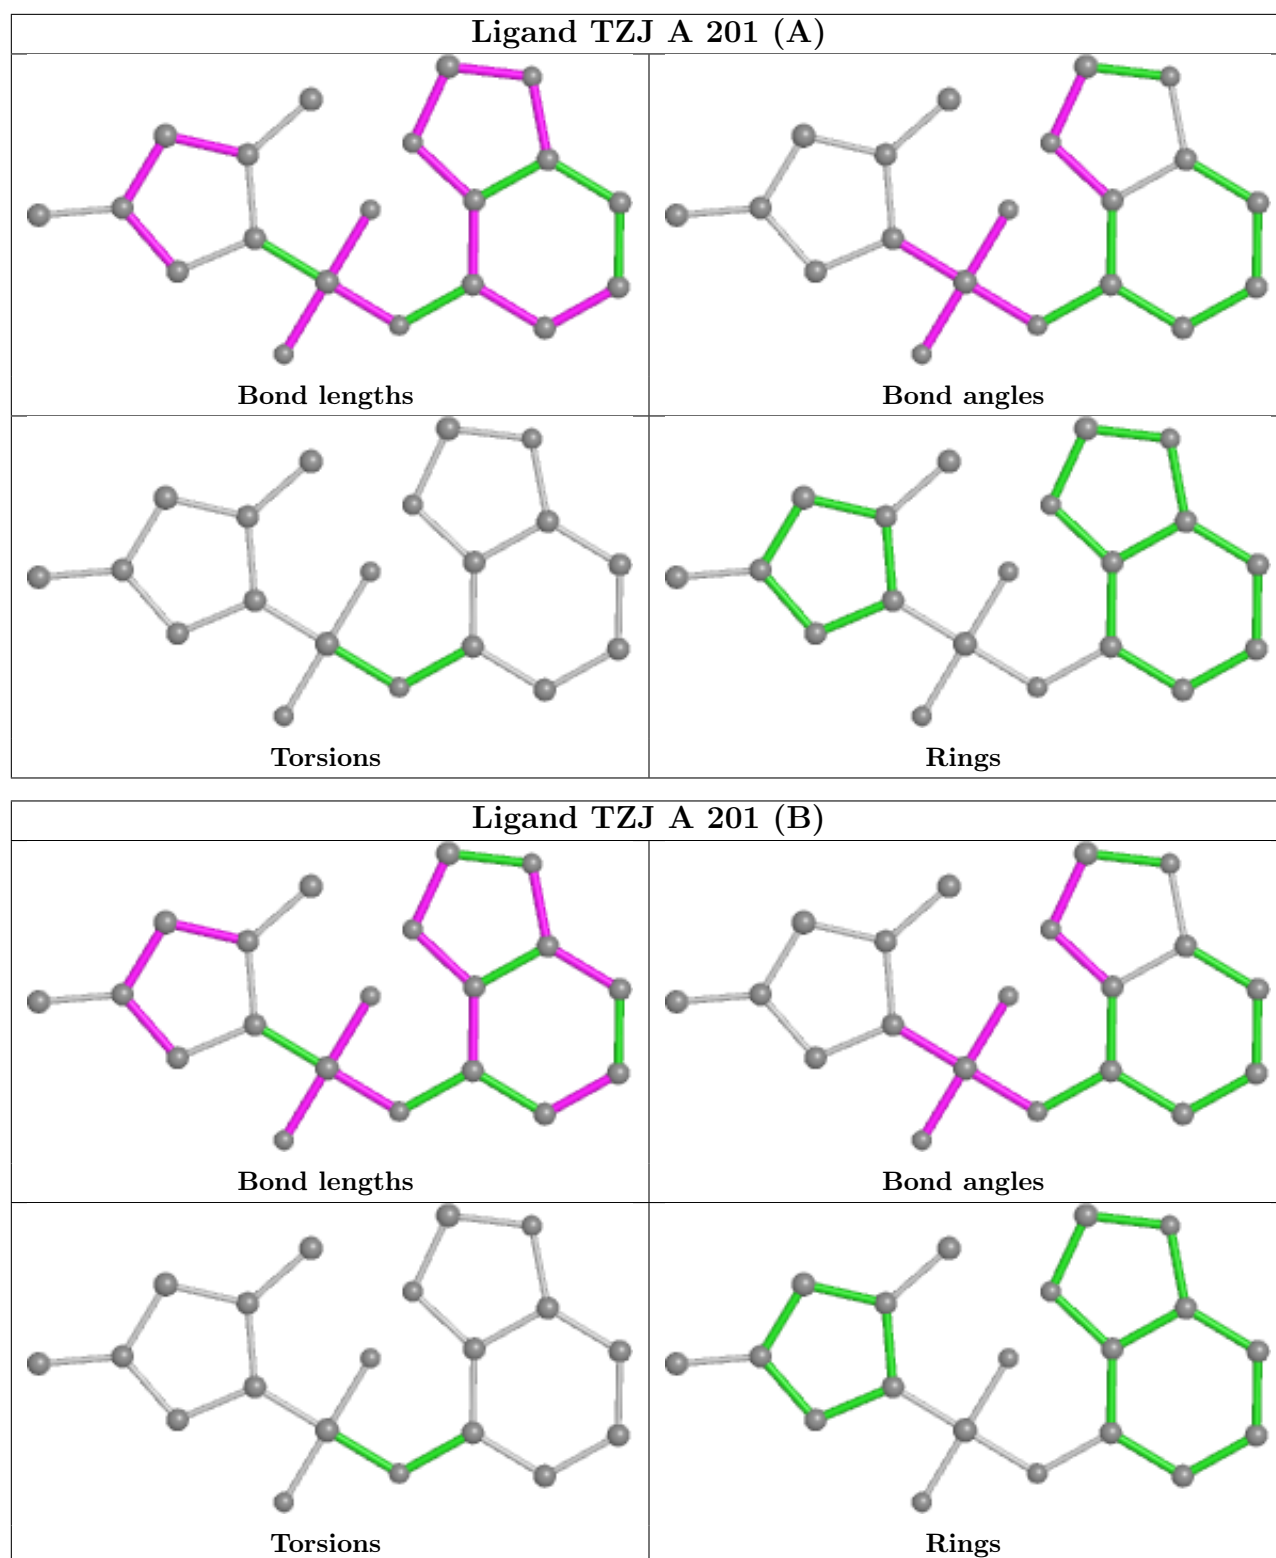 Ligand TZJ A 201 (A)
Bond lengths
Bond angles
Torsions
Rings
Ligand TZJ A 201 (B)
Bond lengths
Bond angles
Torsions
Rings